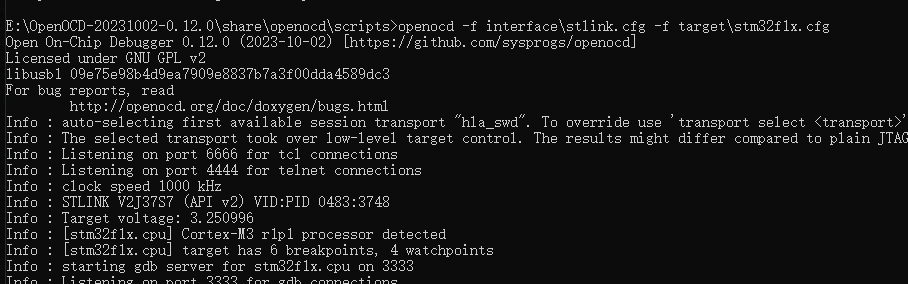 E:\OpenOCD-20231002-0.12.0\share\openocd\scripts>openocd -f interface\stlink.cfg -f target\stm32f1x.cfg
Open On-Chip Debugger 0.12.0 (2023-10-02) [https://github.com/sysprogs/openocd]
Licensed under GNU GPL v2
libusb1 09e75e98b4d9ea7909e8837b7a3f00dda4589dc3
For bug reports, read
http://openocd.org/doc/doxygen/bugs.html
Info : auto-selecting first available session transport "hla_swd". To override use 'transport select <transport>'
Info : The selected transport took over low-level target control. The results might differ compared to plain JTAG
Info : Listening on port 6666 for tcl connections
Info : Listening on port 4444 for telnet connections
Info : clock speed 1000 kHz
Info : STLINK V2J37S7 (API v2) VID:PID 0483:3748
Info : Target voltage: 3.250996
Info : [stm32f1x.cpu] Cortex-M3 r1p1 processor detected
Info : [stm32f1x.cpu] target has 6 breakpoints, 4 watchpoints
Info : starting gdb server for stm32f1x.cpu on 3333
Info : Listening on port 3333 for gdb connections